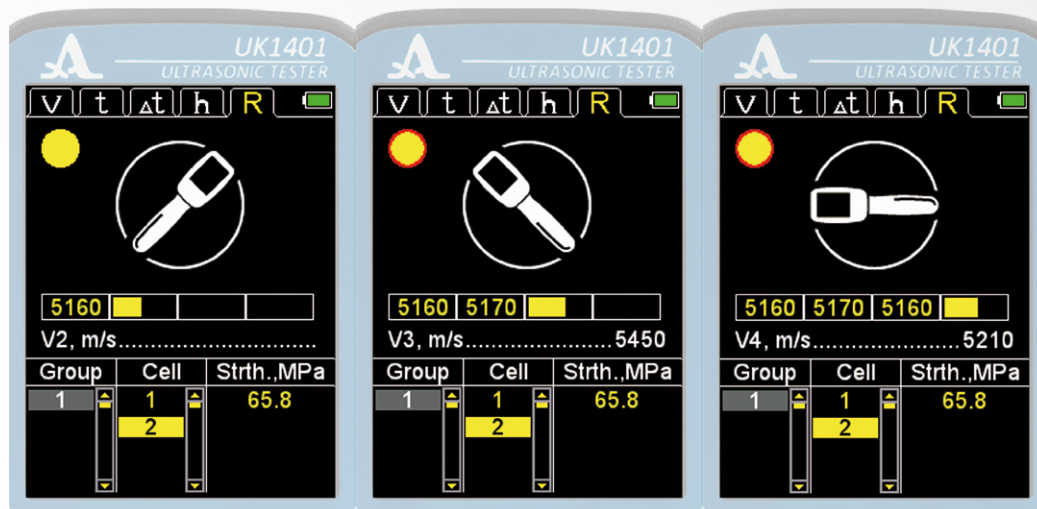 UK1401
ULTRASONIC TESTER
V t Δt h R
5160
V2, m/s..............................
Group Cell Strth.,MPa
1 1 65.8
2
UK1401
ULTRASONIC TESTER
V t Δt h R
5160 5170
V3, m/s.....................5450
Group Cell Strth.,MPa
1 1 65.8
2
UK1401
ULTRASONIC TESTER
V t Δt h R
5160 5170 5160
V4, m/s.....................5210
Group Cell Strth.,MPa
1 1 65.8
2